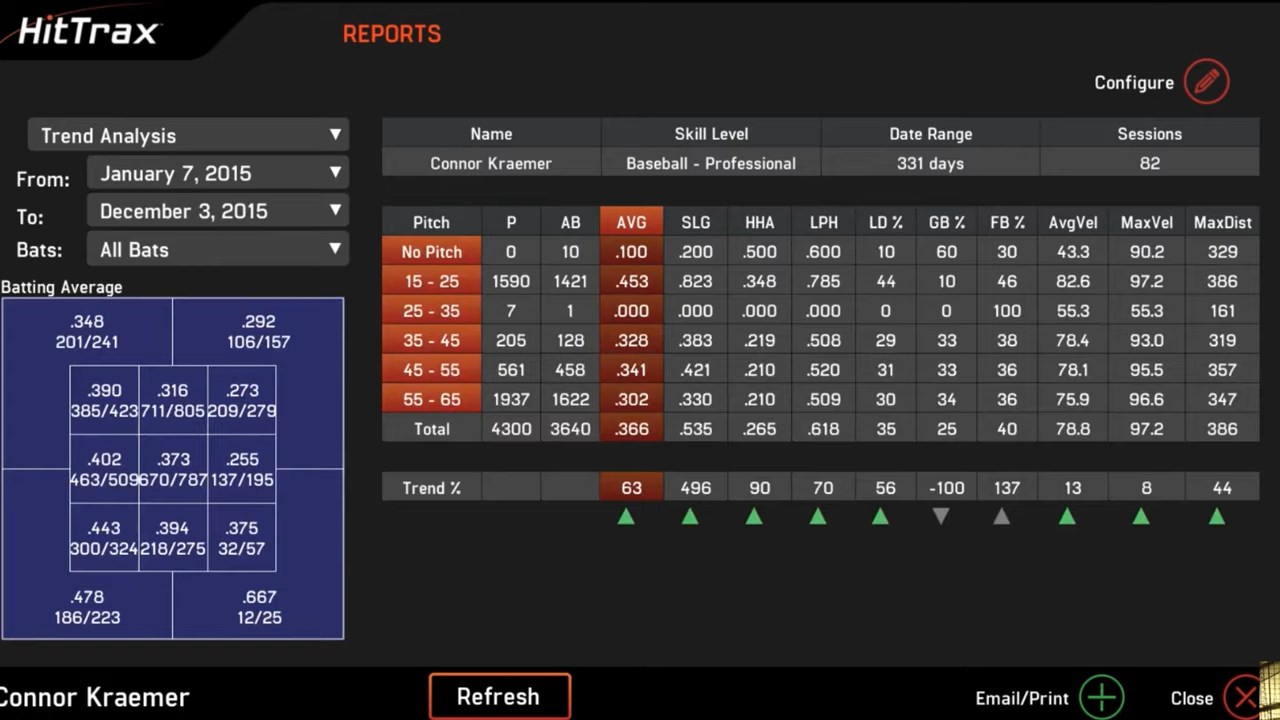 HitTrax
REPORTS
Configure
Trend Analysis
From: January 7, 2015
To: December 3, 2015
Bats: All Bats
Name Skill Level Date Range Sessions
Connor Kraemer Baseball - Professional 331 days 82
Pitch P AB AVG SLG HHA LPH LD % GB % FB % AvgVel MaxVel MaxDist
No Pitch 0 10 .100 .200 .500 .600 10 60 30 43.3 90.2 329
15 - 25 1590 1421 .453 .823 .348 .785 44 10 46 82.6 97.2 386
25 - 35 7 1 .000 .000 .000 .000 0 0 100 55.3 55.3 161
35 - 45 205 128 .328 .383 .219 .508 29 33 38 78.4 93.0 319
45 - 55 561 458 .341 .421 .210 .520 31 33 36 78.1 95.5 357
55 - 65 1937 1622 .302 .330 .210 .509 30 34 36 75.9 96.6 347
Total 4300 3640 .366 .535 .265 .618 35 25 40 78.8 97.2 386
Trend % 63 496 90 70 56 -100 137 13 8 44
Batting Average
.348 .292
201/241 106/157
.390 .316 .273
385/423 711/805 209/279
.402 .373 .255
463/509 670/787 137/195
.443 .394 .375
300/324 218/275 32/57
.478 .667
186/223 12/25
Connor Kraemer
Refresh
Email/Print
Close